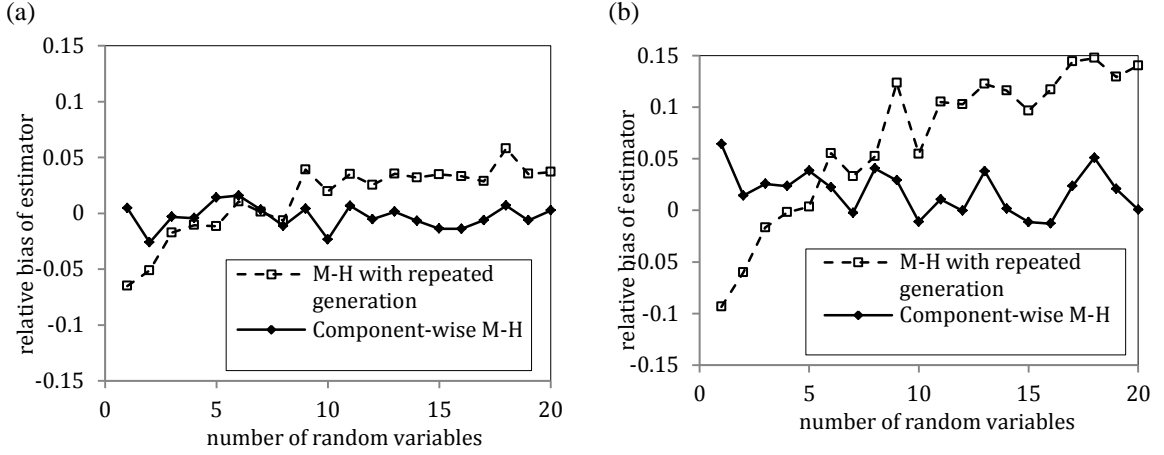 (a)
0.15
0.1
0.05
0
-0.05
-0.1
-0.15
relative bias of estimator
0 5 10 15 20
number of random variables
M-H with repeated
generation
Component-wise M-H
(b)
0.15
0.1
0.05
0
-0.05
-0.1
-0.15
relative bias of estimator
0 5 10 15 20
number of random variables
M-H with repeated
generation
Component-wise M-H